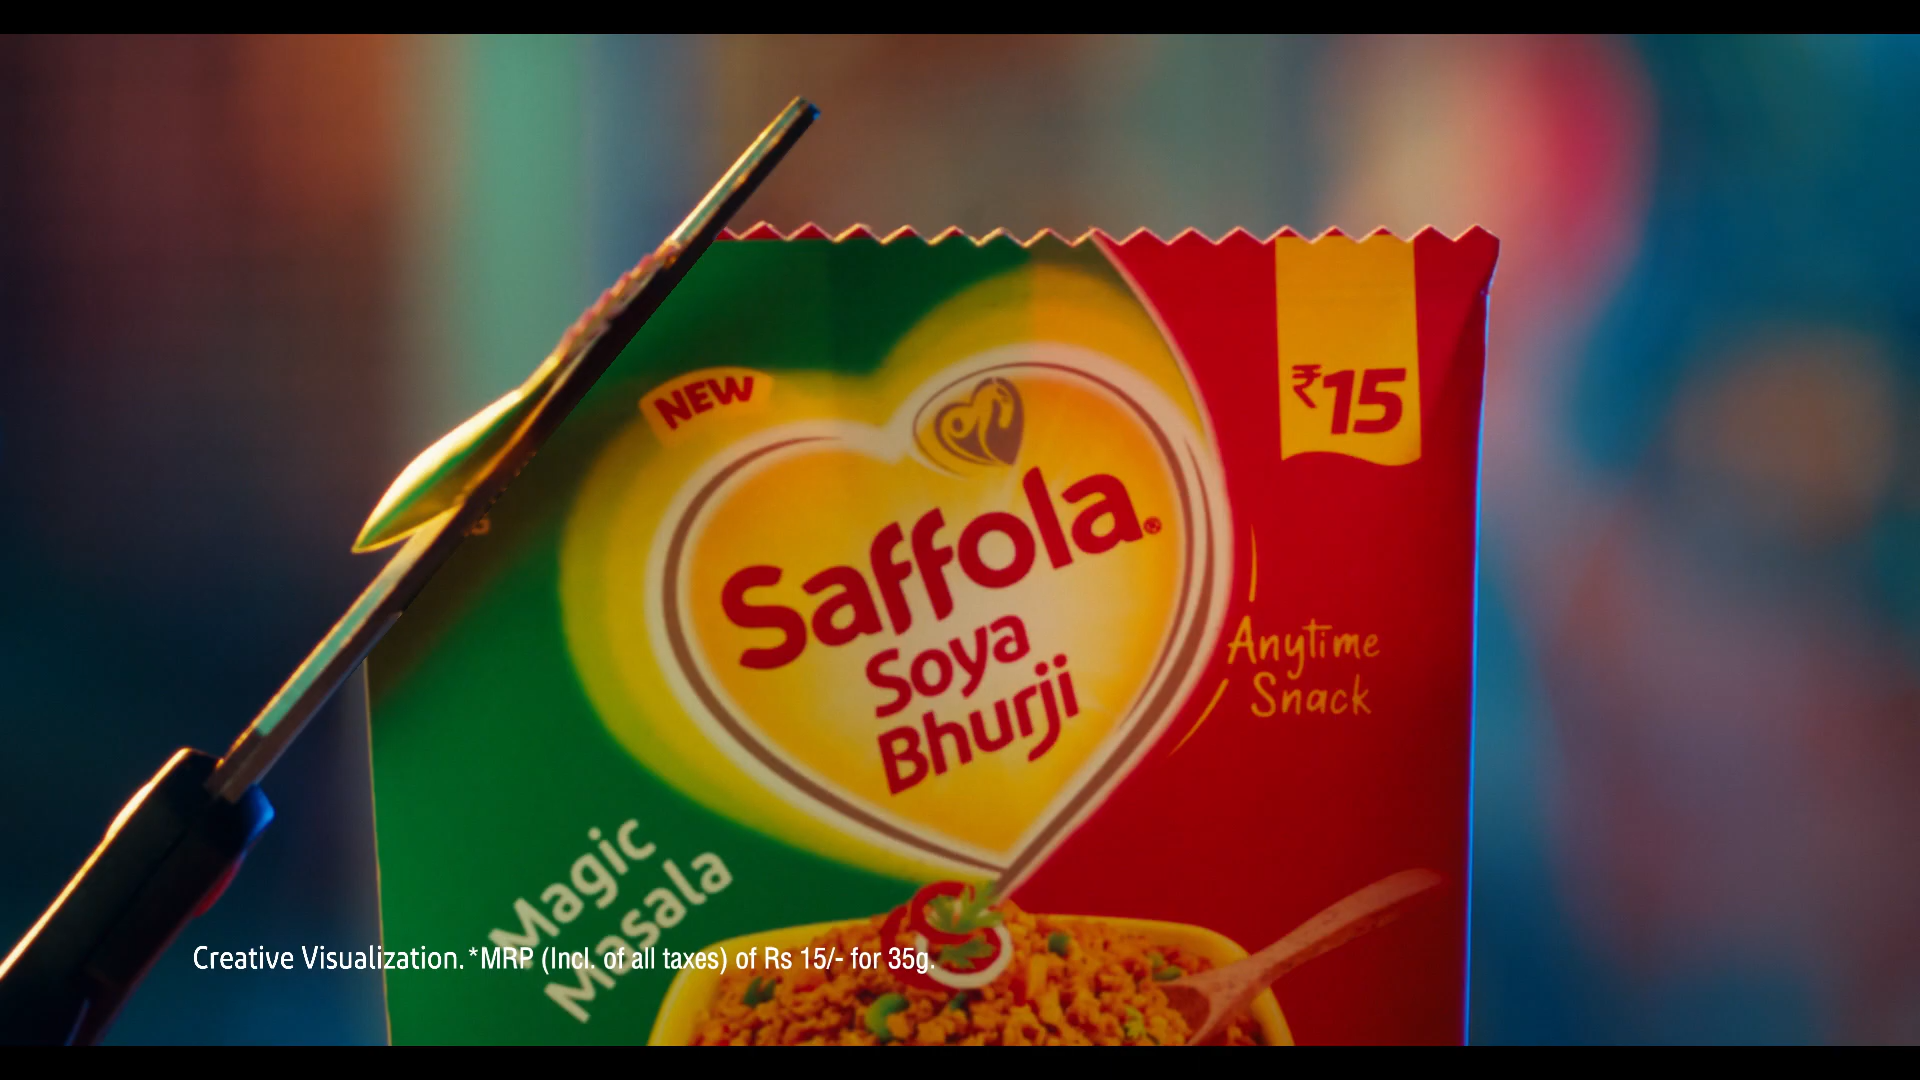 NEW
₹15
Saffola®
Soya
Bhurji
Anytime
Snack
Magic
Masala
Creative Visualization.*MRP (Incl. of all taxes) of Rs 15/- for 35g.